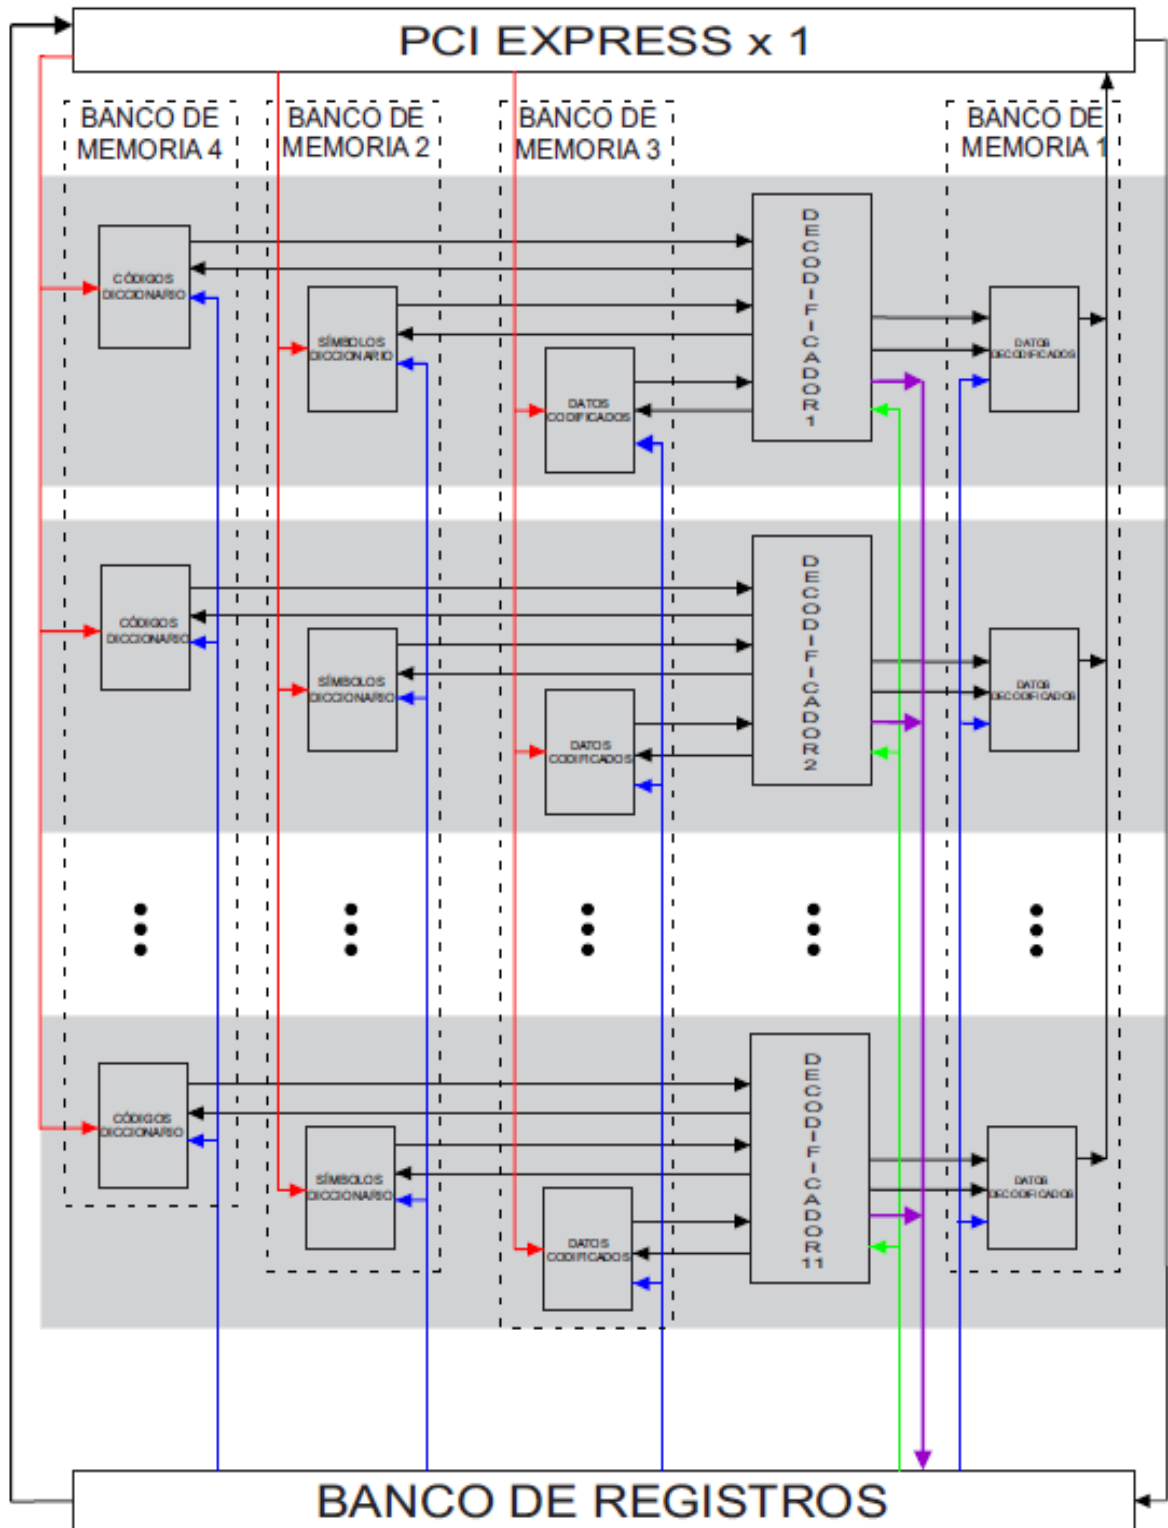 PCI EXPRESS x 1
BANCO DE
MEMORIA 4
BANCO DE
MEMORIA 2
BANCO DE
MEMORIA 3
BANCO DE
MEMORIA 1
CÓDIGOS
DICCIONARIO
SÍMBOLOS
DICCIONARIO
DATOS
CODIFICADOS
DECODIFICADOR 1
DATOS
DECODIFICADOS
CÓDIGOS
DICCIONARIO
SÍMBOLOS
DICCIONARIO
DATOS
CODIFICADOS
DECODIFICADOR 2
DATOS
DECODIFICADOS
CÓDIGOS
DICCIONARIO
SÍMBOLOS
DICCIONARIO
DATOS
CODIFICADOS
DECODIFICADOR 11
DATOS
DECODIFICADOS
BANCO DE REGISTROS